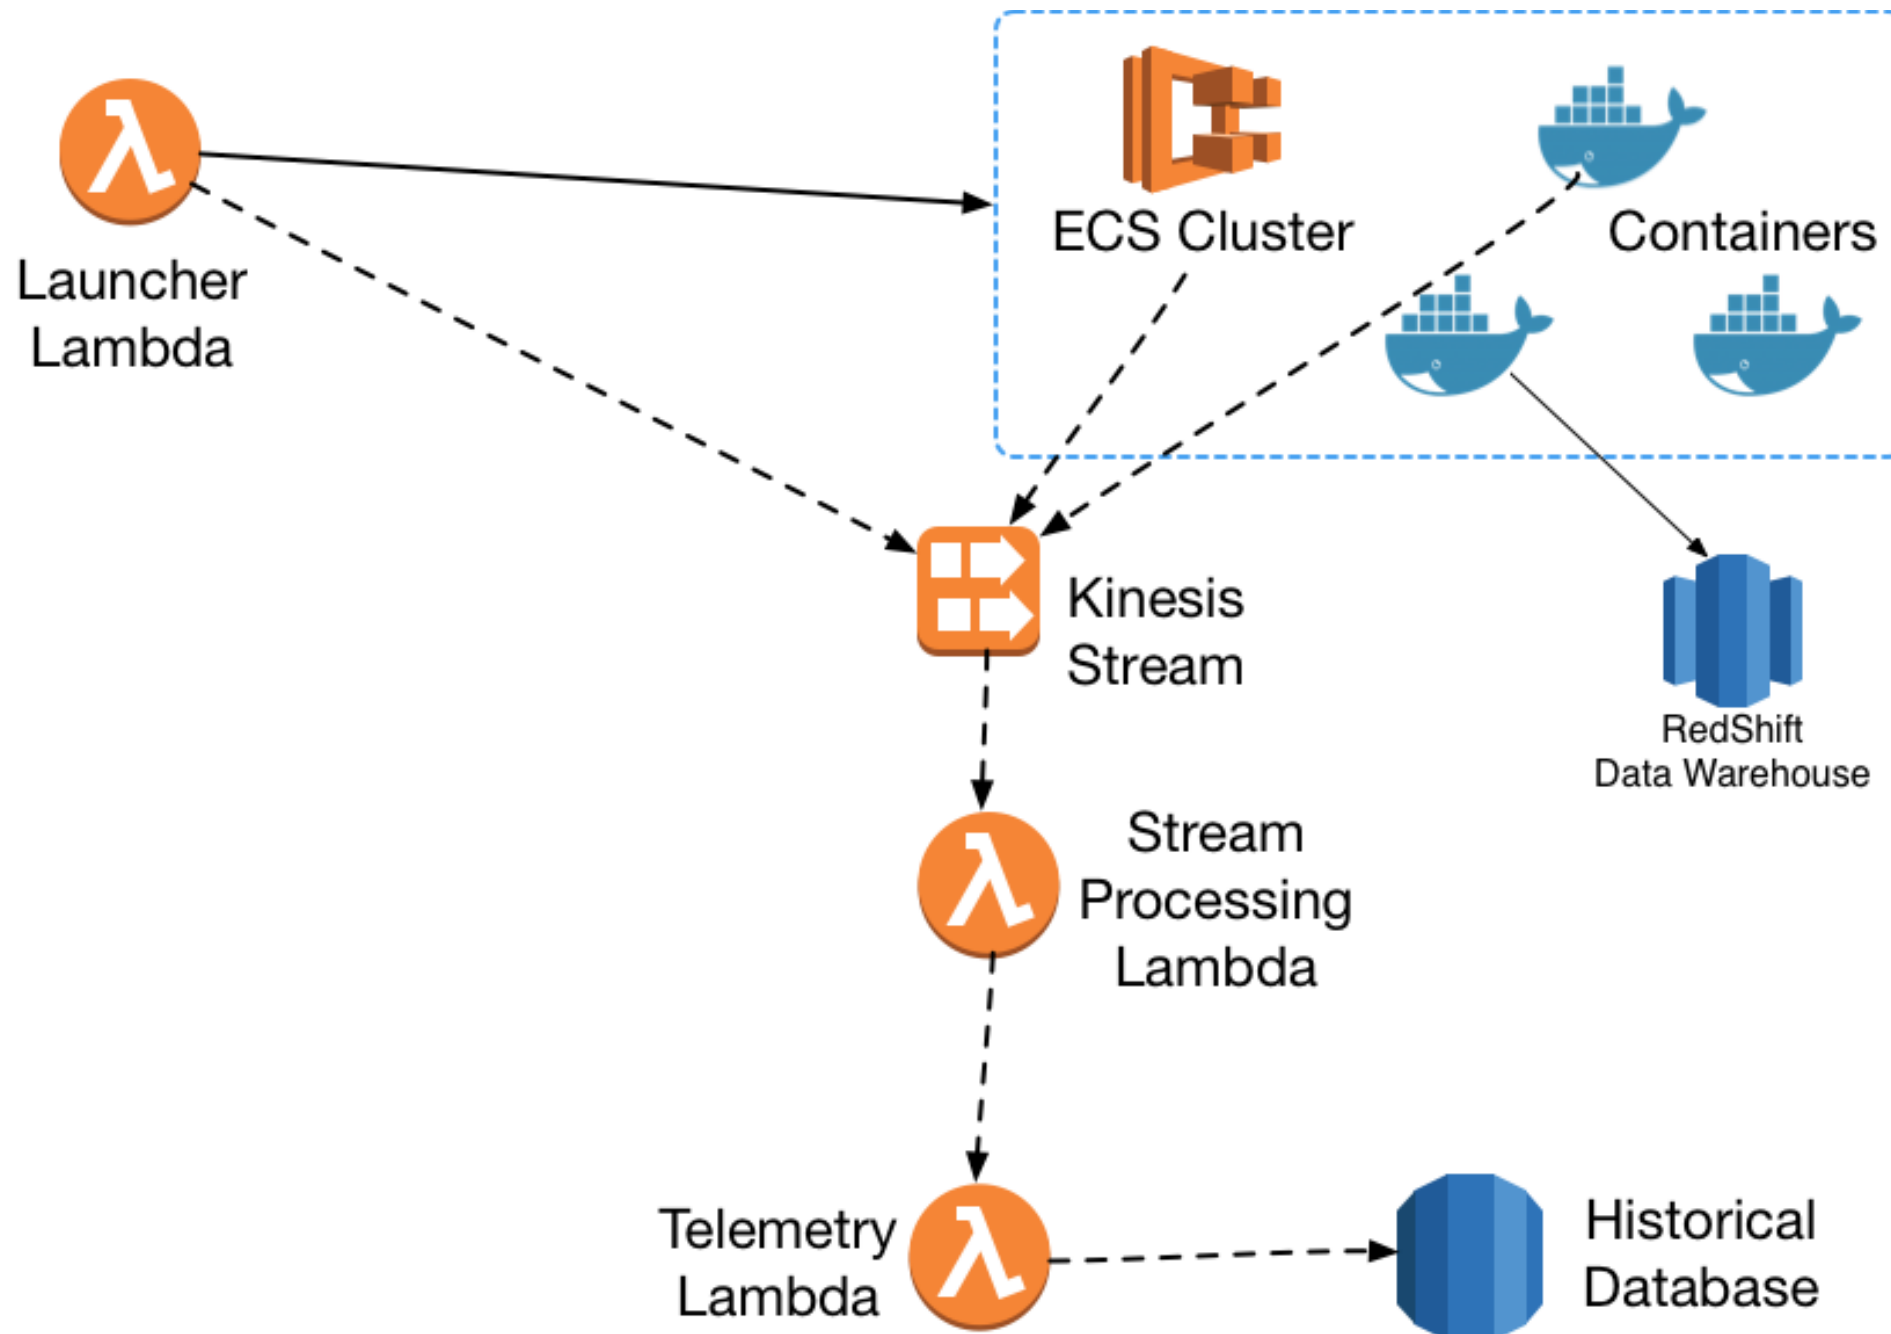 ECS Cluster
Containers
Launcher
Lambda
Kinesis
Stream
RedShift
Data Warehouse
Stream
Processing
Lambda
Telemetry
Lambda
Historical
Database